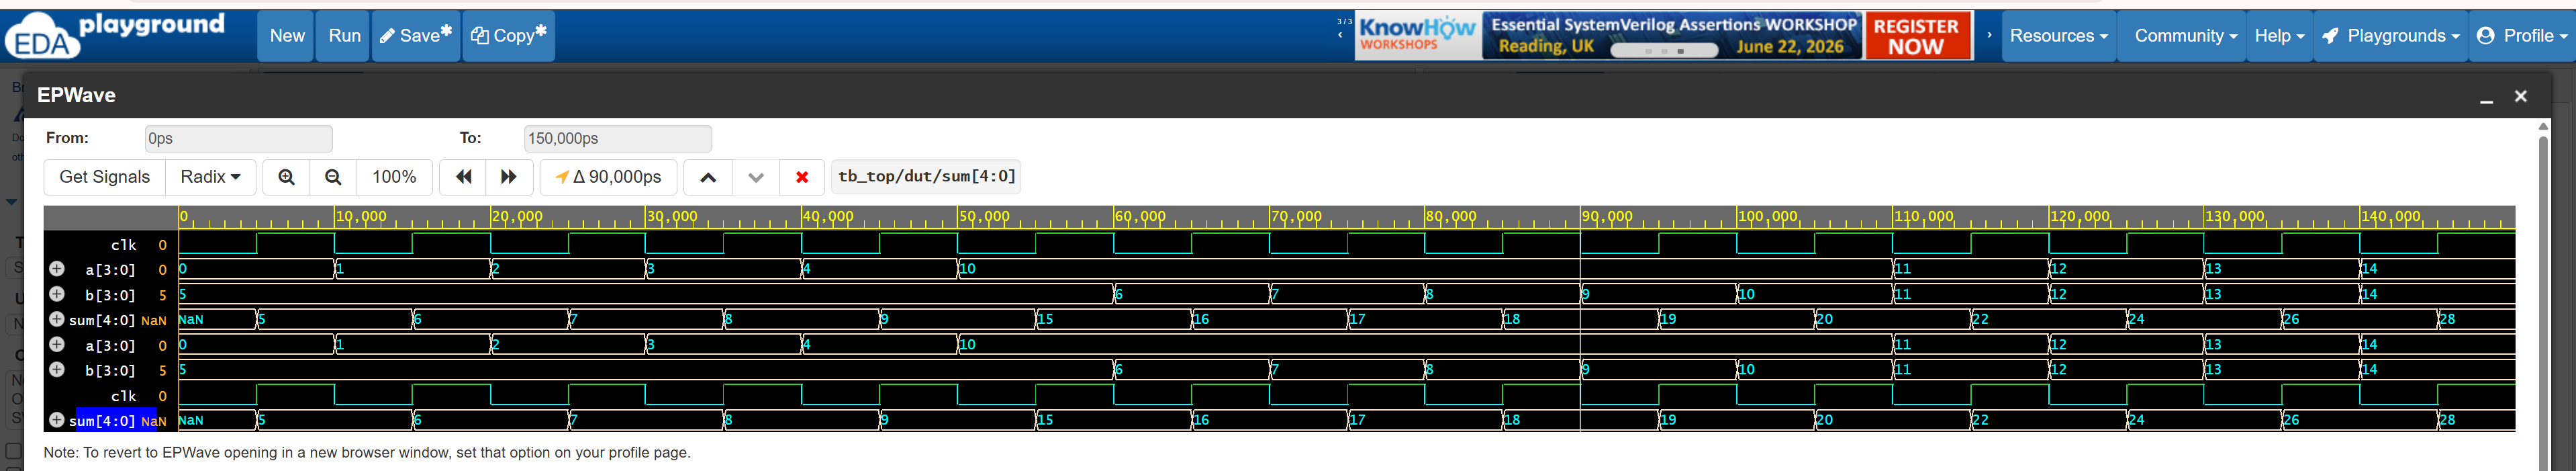 EDA playground New Run Save* Copy* 3 / 3 KnowHow WORKSHOPS Essential SystemVerilog Assertions WORKSHOP Reading, UK June 22, 2026 REGISTER NOW Resources Community Help Playgrounds Profile
EPWave
From: 0ps To: 150,000ps
Get Signals Radix 100% Δ 90,000ps tb_top/dut/sum[4:0]
0 10,000 20,000 30,000 40,000 50,000 60,000 70,000 80,000 90,000 100,000 110,000 120,000 130,000 140,000
clk 0
a[3:0] 0 0 1 2 3 4 10 11 12 13 14
b[3:0] 5 5 6 7 8 9 10 11 12 13 14
sum[4:0] NaN NaN 5 6 7 8 9 15 16 17 18 19 20 22 24 26 28
a[3:0] 0 0 1 2 3 4 10 11 12 13 14
b[3:0] 5 5 6 7 8 9 10 11 12 13 14
clk 0
sum[4:0] NaN NaN 5 6 7 8 9 15 16 17 18 19 20 22 24 26 28
Note: To revert to EPWave opening in a new browser window, set that option on your profile page.